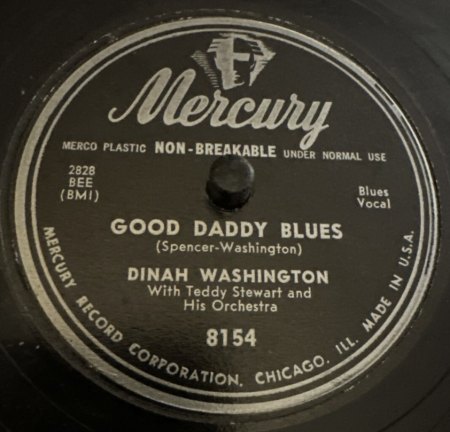 Mercury
MERCO PLASTIC NON-BREAKABLE UNDER NORMAL USE
2828
BEE
(BMI)
Blues
Vocal
GOOD DADDY BLUES
(Spencer-Washington)
DINAH WASHINGTON
With Teddy Stewart and
His Orchestra
8154
MERCURY RECORD CORPORATION, CHICAGO, ILL. MADE IN U.S.A.